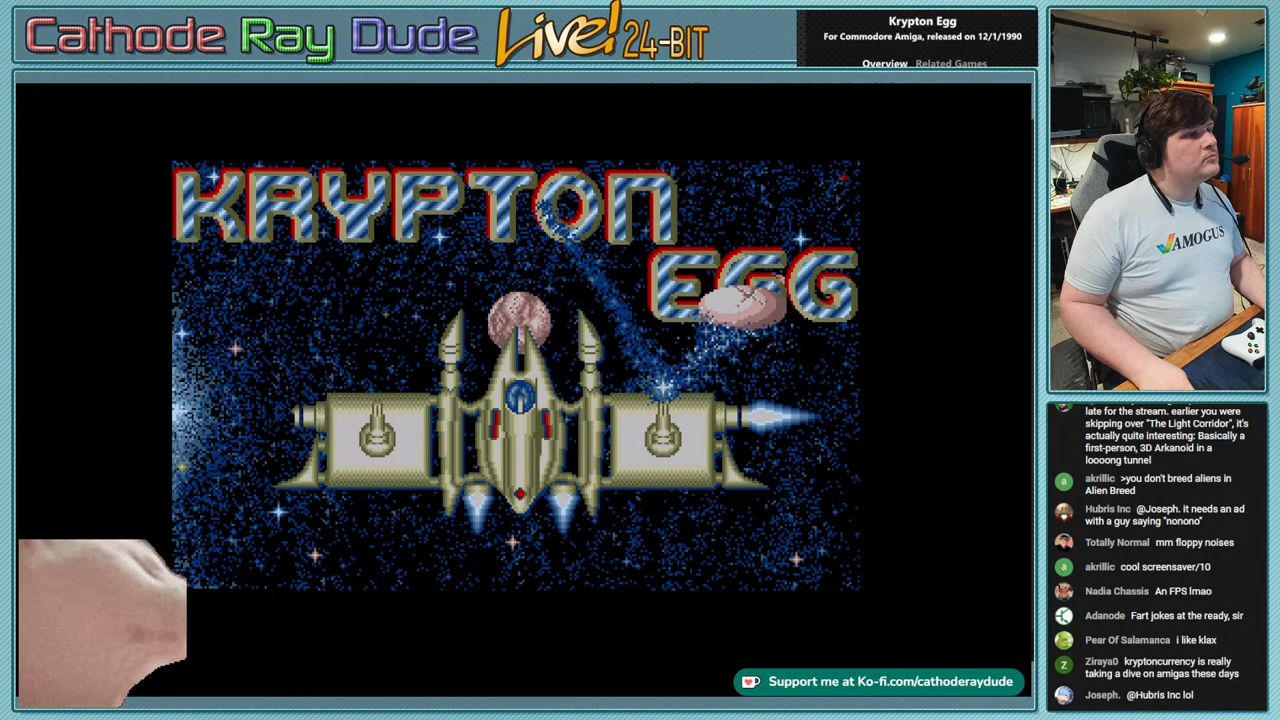 Cathode Ray Dude Live! 24-BIT
Krypton Egg
For Commodore Amiga, released on 12/1/1990
Overview Related Games
KRYPTON
EGG
AMOGUS
late for the stream. earlier you were
skipping over "The Light Corridor", it's
actually quite interesting: Basically a
first-person, 3D Arkanoid in a
loooong tunnel
a akrillic >you don't breed aliens in
Alien Breed
Hubris Inc @Joseph. it needs an ad
with a guy saying "nonono"
Totally Normal mm floppy noises
a akrillic cool screensaver/10
Nadia Chassis An FPS lmao
Adanode Fart jokes at the ready, sir
Pear Of Salamanca i like klax
Z Ziraya0 kryptoncurrency is really
taking a dive on amigas these days
Joseph. @Hubris Inc lol
Support me at Ko-fi.com/cathoderaydude